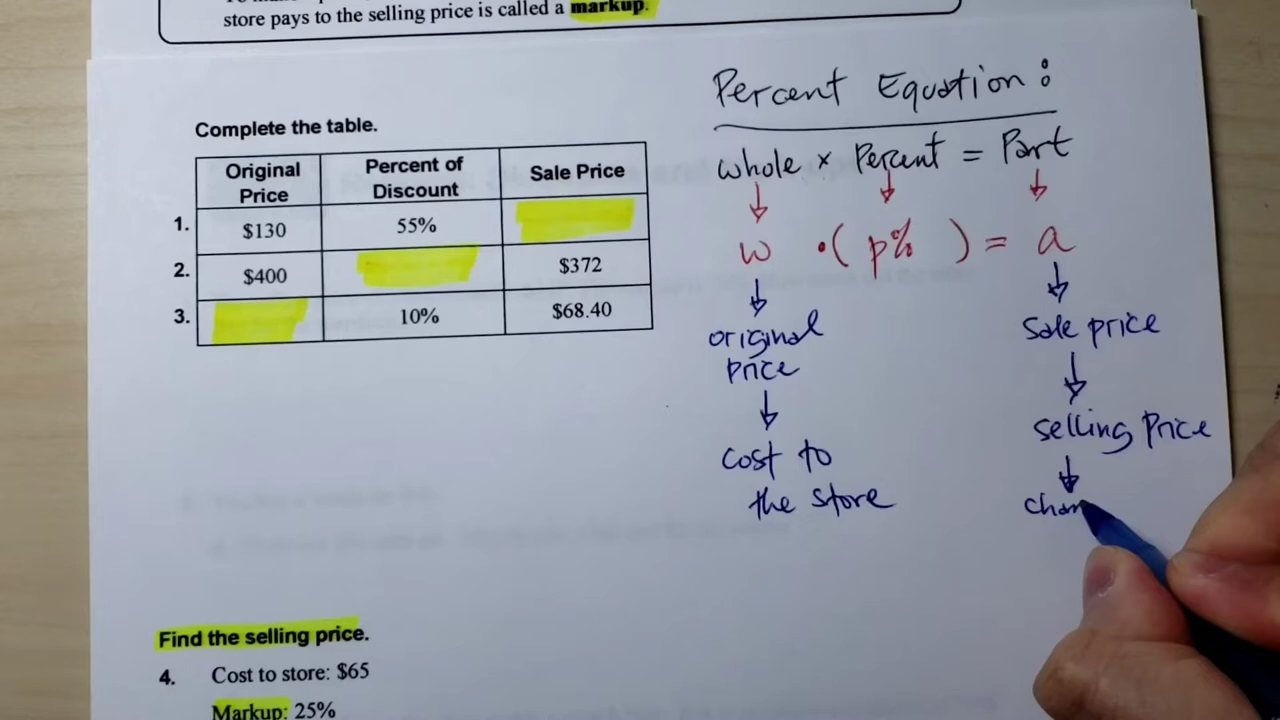 store pays to the selling price is called a markup.
Percent Equation:
Complete the table.
whole × Percent = Part
Original Price
Percent of Discount
Sale Price
1. $130 55%
2. $400 $372
3. 10% $68.40
w •( p% ) = a
original
price
Sale price
selling Price
Cost to
the store
Find the selling price.
4. Cost to store: $65
Markup: 25%